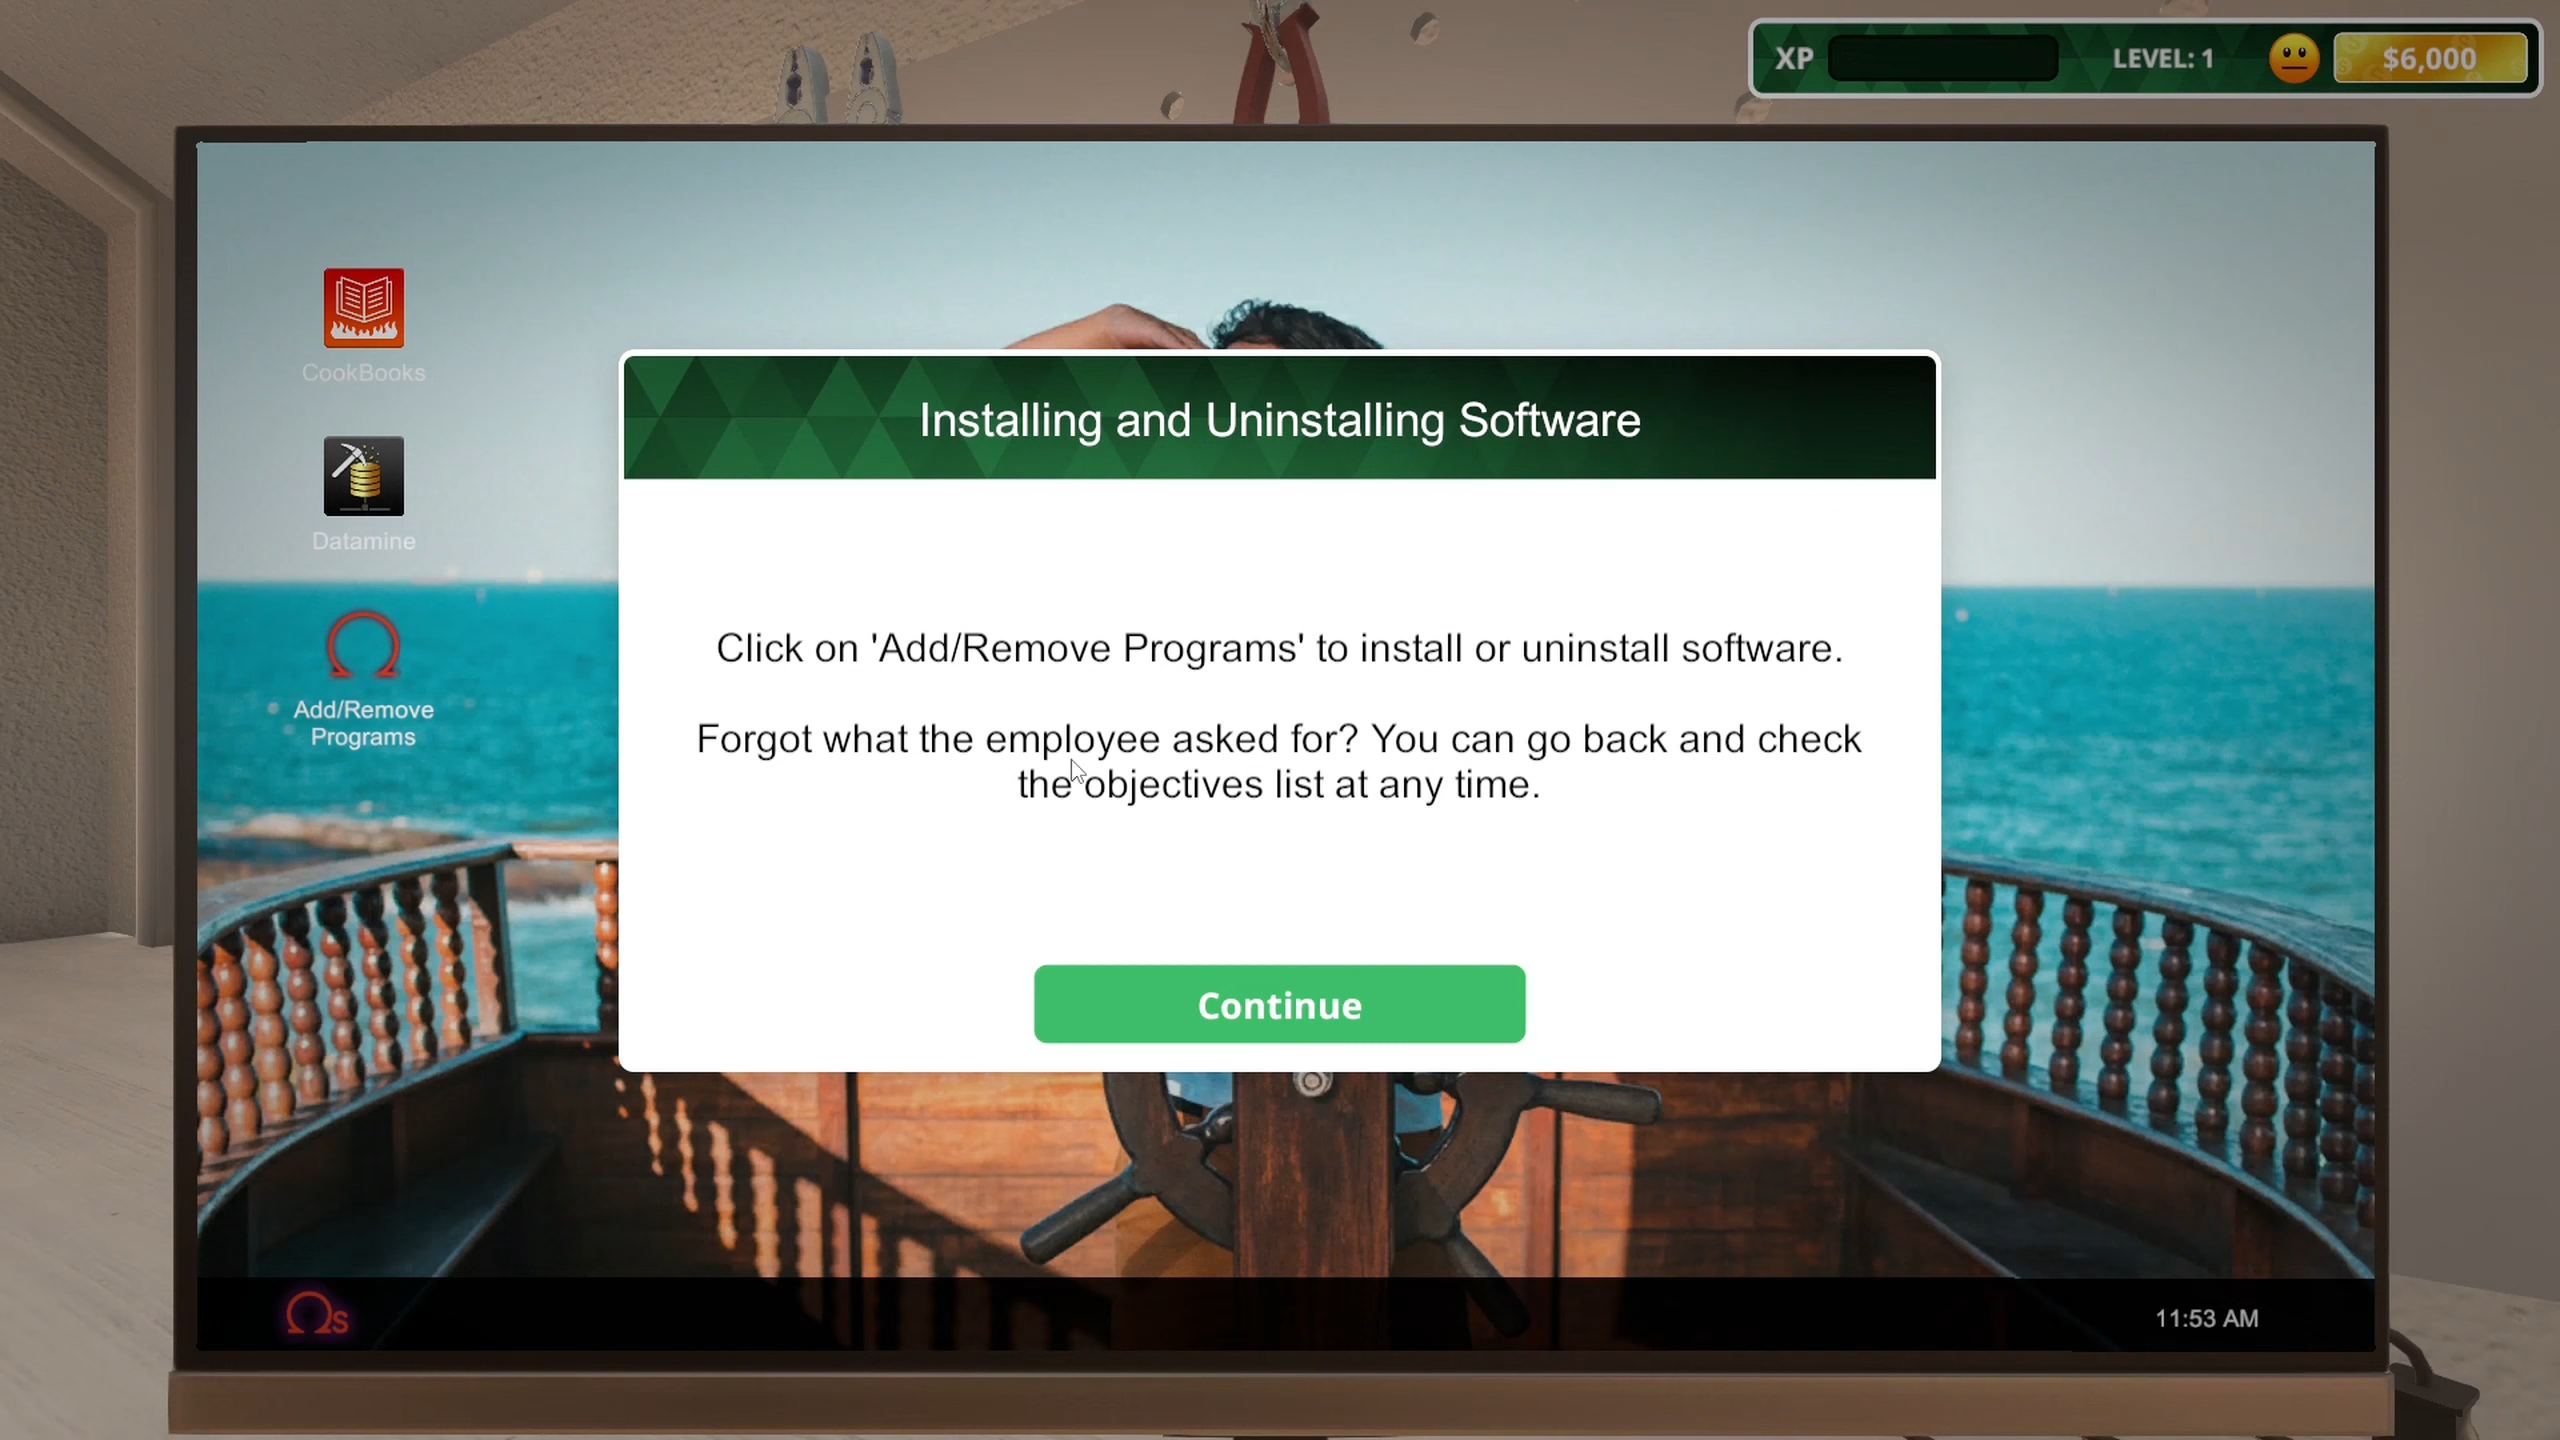 XP
LEVEL: 1
$6,000
CookBooks
Datamine
Add/Remove
Programs
Installing and Uninstalling Software
Click on 'Add/Remove Programs' to install or uninstall software.
Forgot what the employee asked for? You can go back and check
the objectives list at any time.
Continue
Ωs
11:53 AM